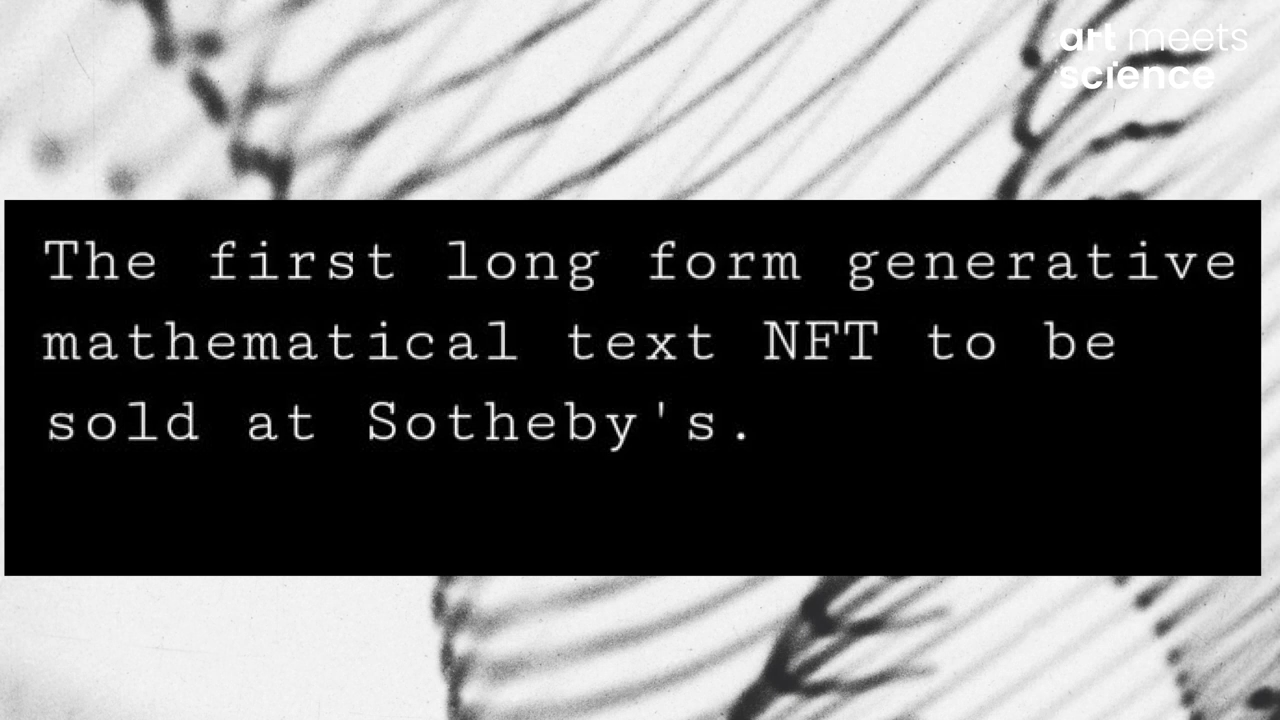 art meets
science
The first long form generative
mathematical text NFT to be
sold at Sotheby's.